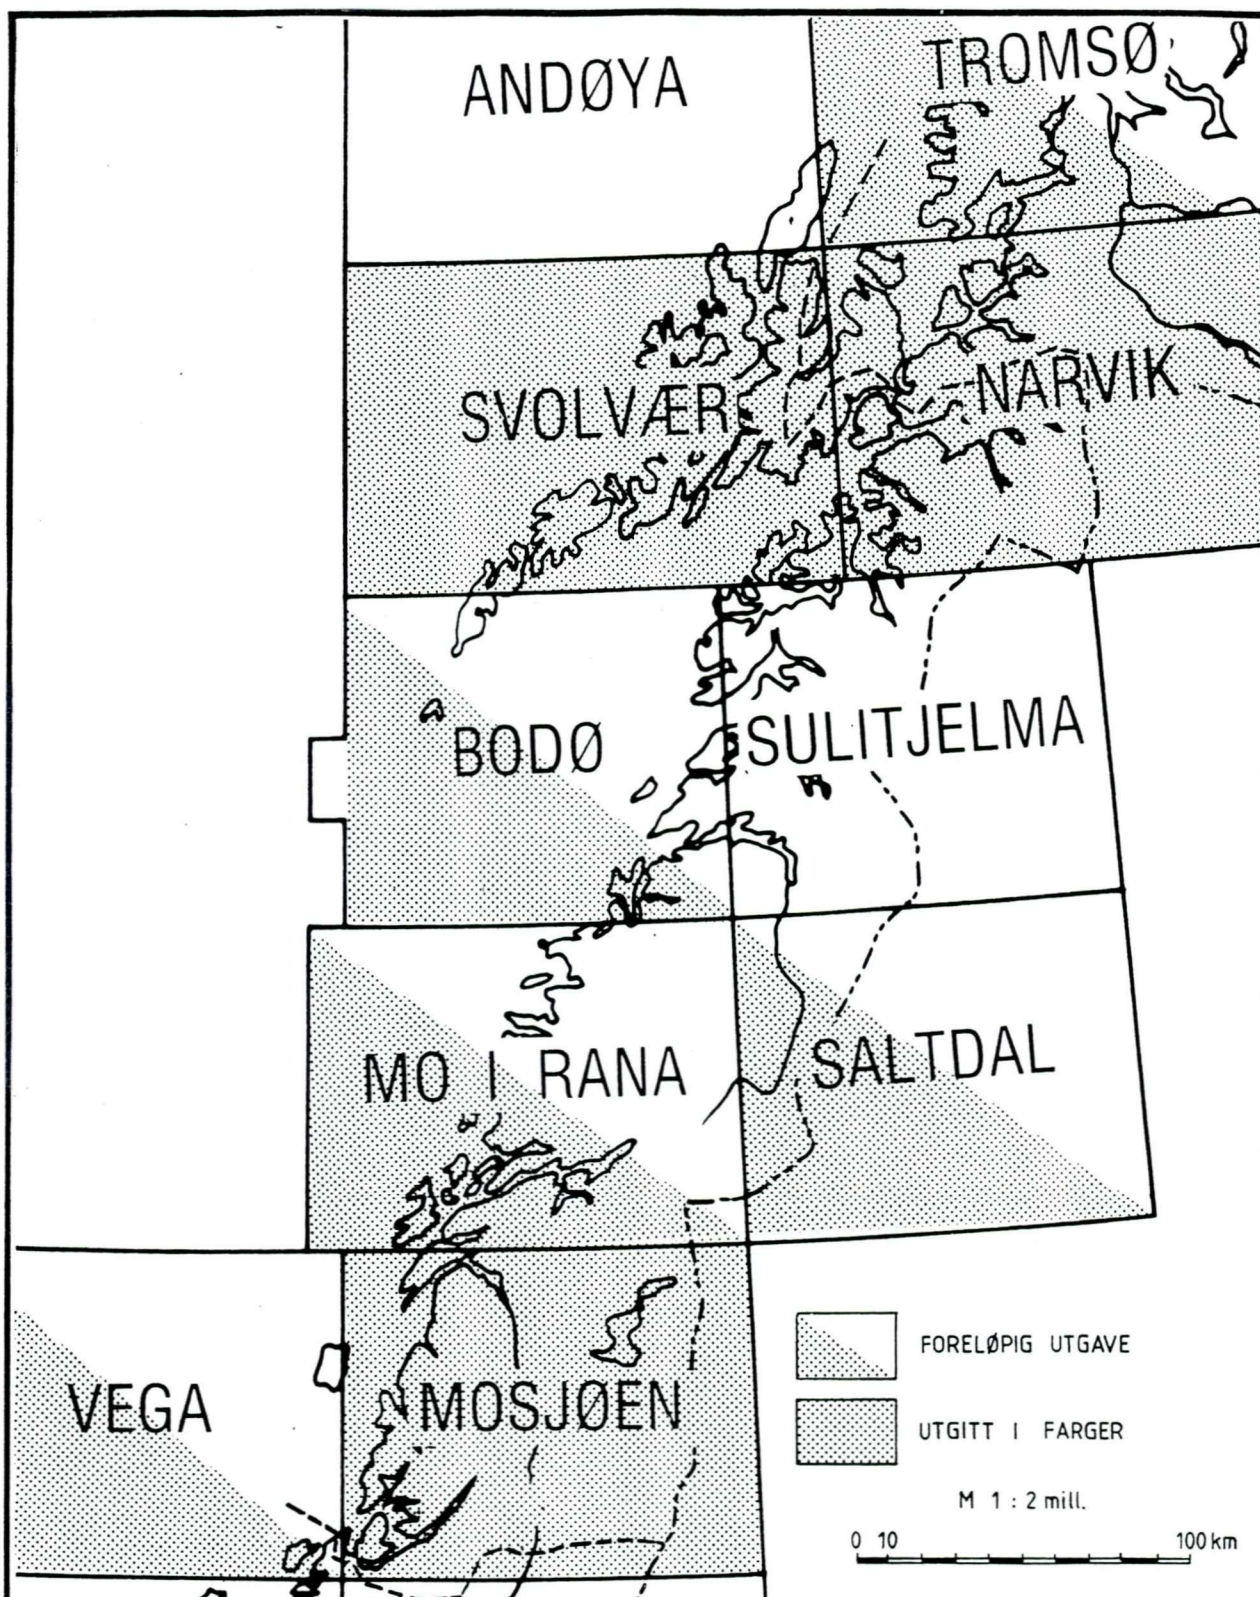 ANDØYA
TROMSØ
SVOLVÆR
NARVIK
BODØ
SULITJELMA
MO I RANA
SALTDAL
VEGA
MOSJØEN
FORELØPIG UTGAVE
UTGITT I FARGER
M 1 : 2 mill.
0 10 100 km